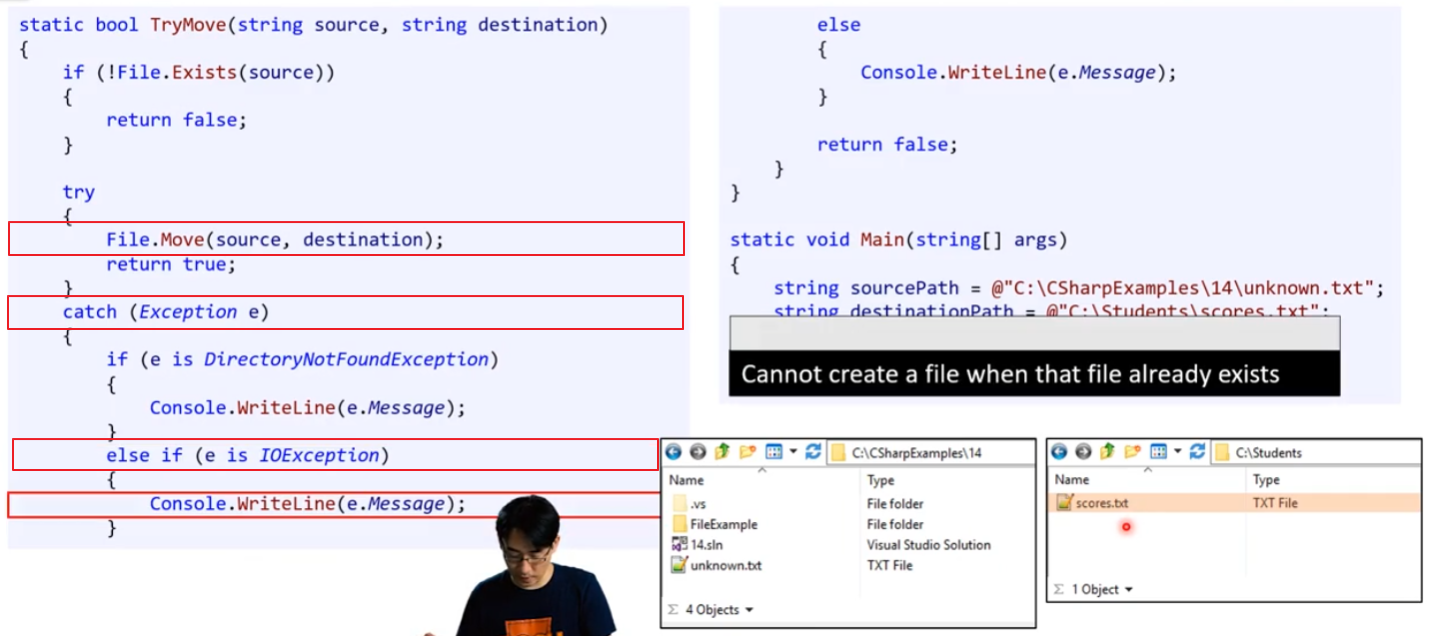 static bool TryMove(string source, string destination)
{
if (!File.Exists(source))
{
return false;
}
try
{
File.Move(source, destination);
return true;
}
catch (Exception e)
{
if (e is DirectoryNotFoundException)
{
Console.WriteLine(e.Message);
}
else if (e is IOException)
{
Console.WriteLine(e.Message);
}
else
{
Console.WriteLine(e.Message);
}
return false;
}
}
static void Main(string[] args)
{
string sourcePath = @"C:\CSharpExamples\14\unknown.txt";
string destinationPath = @"C:\Students\scores.txt";
Cannot create a file when that file already exists
C:\CSharpExamples\14
Name Type
.vs File folder
FileExample File folder
14.sln Visual Studio Solution
unknown.txt TXT File
Σ 4 Objects
C:\Students
Name Type
scores.txt TXT File
Σ 1 Object